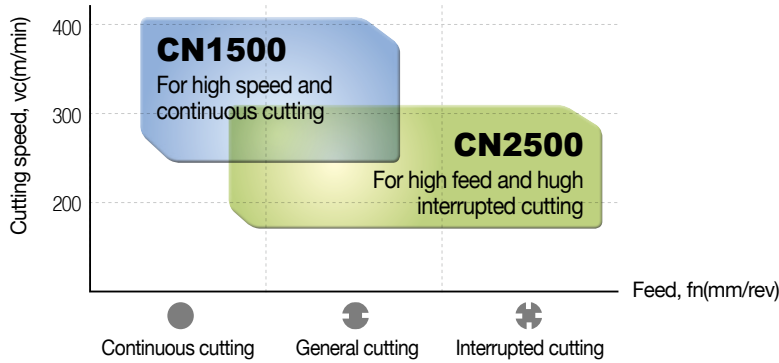 Cutting speed, vc(m/min)
400
300
200
CN1500
For high speed and
continuous cutting
CN2500
For high feed and hugh
interrupted cutting
Feed, fn(mm/rev)
Continuous cutting
General cutting
Interrupted cutting